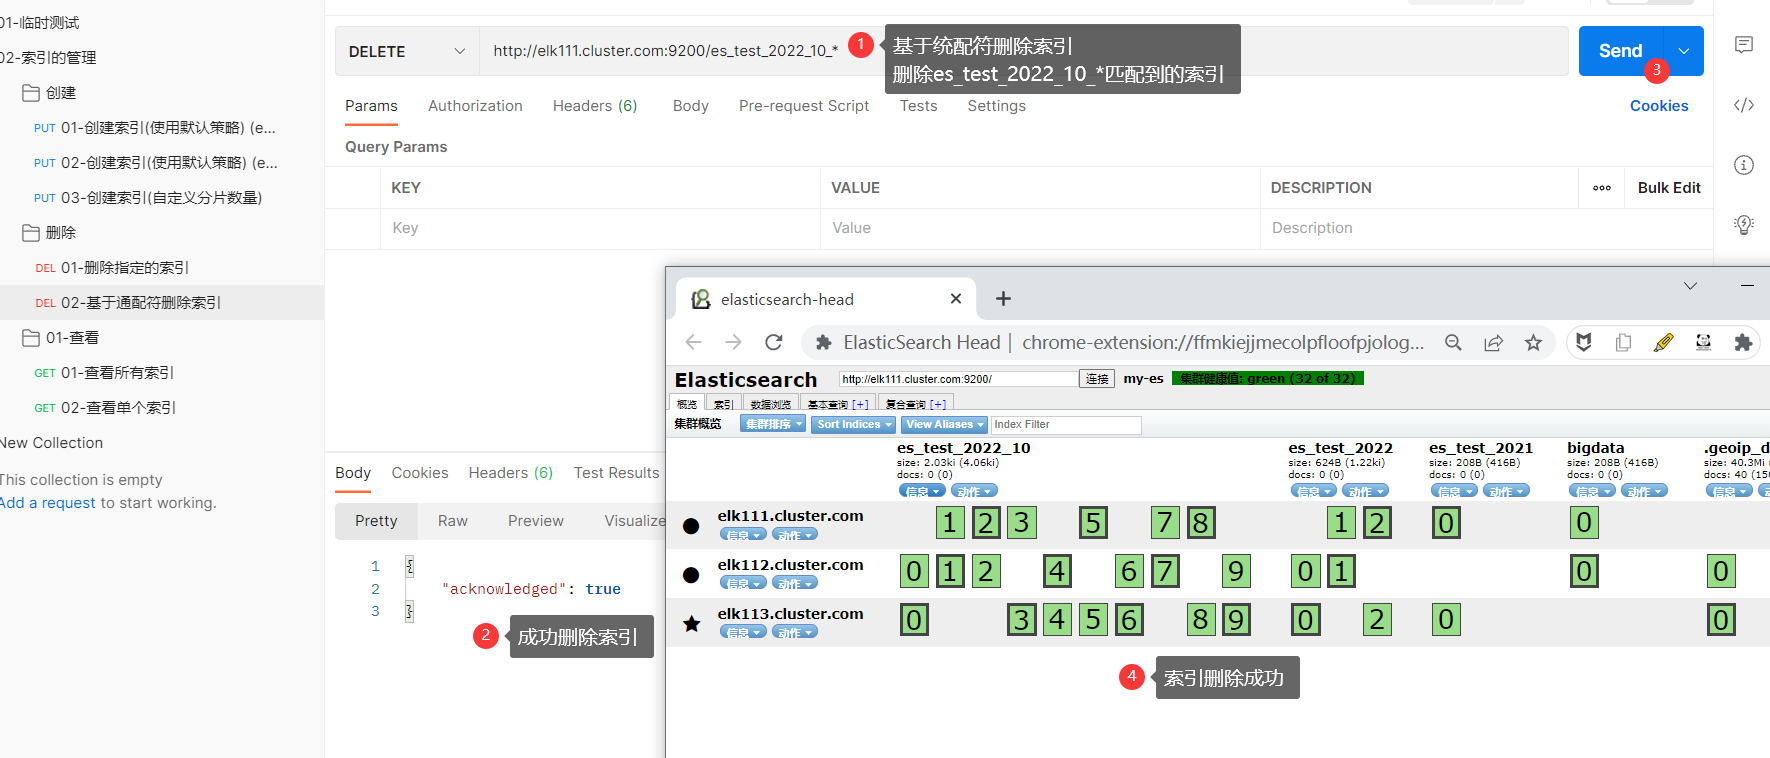 01-临时测试
02-索引的管理
创建
PUT 01-创建索引(使用默认策略) (e...
PUT 02-创建索引(使用默认策略) (e...
PUT 03-创建索引(自定义分片数量)
删除
DEL 01-删除指定的索引
DEL 02-基于通配符删除索引
01-查看
GET 01-查看所有索引
GET 02-查看单个索引
New Collection
This collection is empty
Add a request to start working.
DELETE http://elk111.cluster.com:9200/es_test_2022_10_*
1 基于统配符删除索引
删除es_test_2022_10_*匹配到的索引
Send
3
Params Authorization Headers (6) Body Pre-request Script Tests Settings Cookies
Query Params
KEY VALUE DESCRIPTION ••• Bulk Edit
Key Value Description
Body Cookies Headers (6) Test Results
Pretty Raw Preview Visualize
1 {
2 "acknowledged": true
3 }
2 成功删除索引
elasticsearch-head
ElasticSearch Head | chrome-extension://ffmkiejjmecolpfloofpjolog...
Elasticsearch http://elk111.cluster.com:9200/ 连接 my-es 集群健康值: green (32 of 32)
概览 索引 数据浏览 基本查询 [+] 复合查询 [+]
集群概览 集群排序 Sort Indices View Aliases Index Filter
es_test_2022_10 es_test_2022 es_test_2021 bigdata .geoip_d
size: 2.03ki (4.06ki) size: 624B (1.22ki) size: 208B (416B) size: 208B (416B) size: 40.3Mi (
docs: 0 (0) docs: 0 (0) docs: 0 (0) docs: 0 (0) docs: 40 (150
信息 动作 信息 动作 信息 动作 信息 动作 信息
elk111.cluster.com 1 2 3 5 7 8 1 2 0 0
信息 动作
elk112.cluster.com 0 1 2 4 6 7 9 0 1 0 0
信息 动作
elk113.cluster.com 0 3 4 5 6 8 9 0 2 0 0
信息 动作
4 索引删除成功